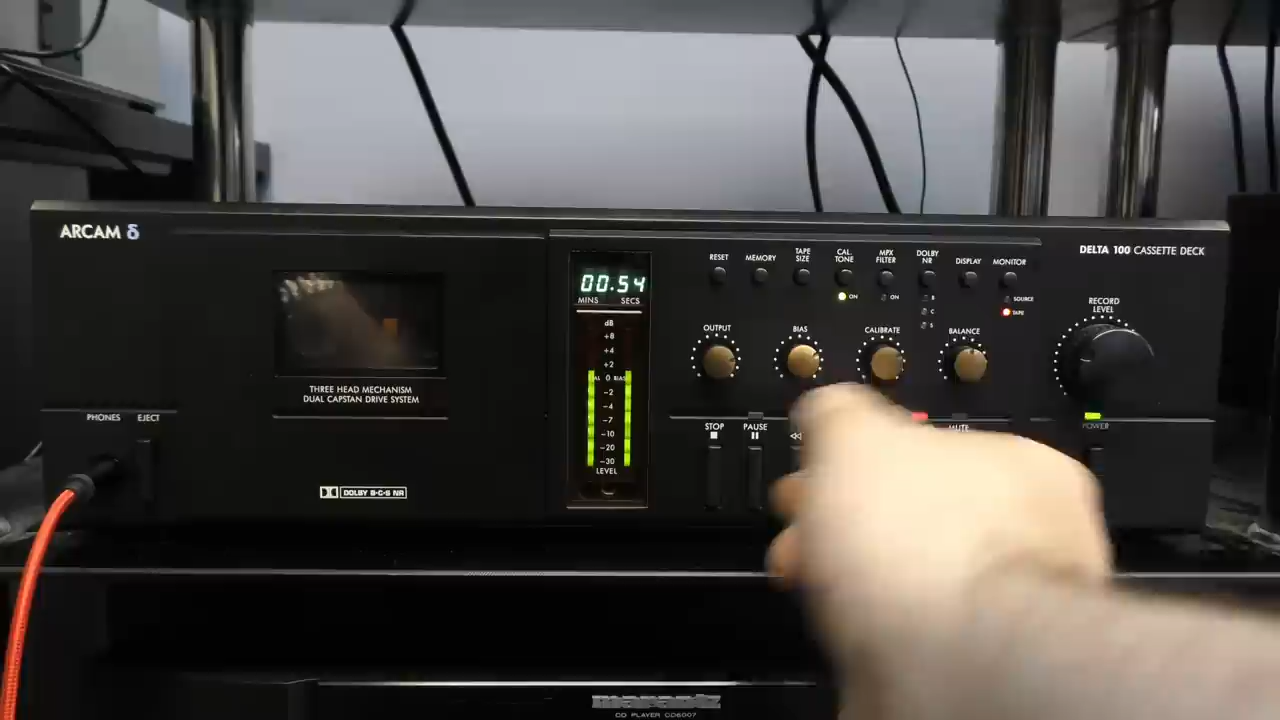 ARCAM δ
DELTA 100 CASSETTE DECK
RESET
MEMORY
TAPE SIZE
CAL. TONE
MPX FILTER
DOLBY NR
DISPLAY
MONITOR
00.54
MINS SECS
ON
ON
B
C
S
SOURCE
TAPE
dB
+8
+4
+2
0
-2
-4
-7
-10
-20
-30
LEVEL
OUTPUT
BIAS
CALIBRATE
BALANCE
RECORD LEVEL
THREE HEAD MECHANISM
DUAL CAPSTAN DRIVE SYSTEM
PHONES
EJECT
STOP
PAUSE
MUTE
POWER
DOLBY B·C·S NR
marantz
CD PLAYER CD6007